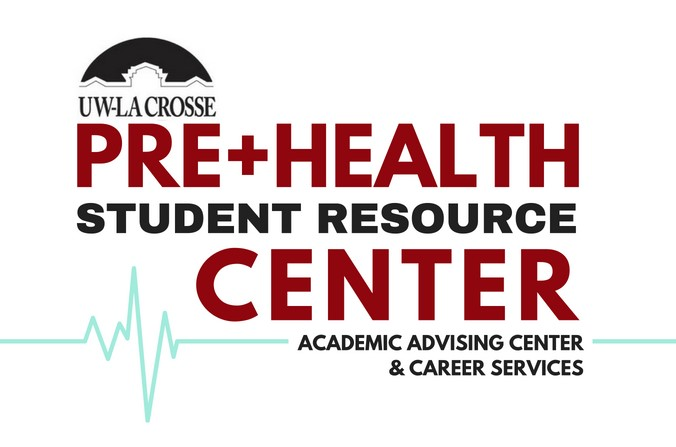 UW-LA CROSSE
PRE+HEALTH
STUDENT RESOURCE
CENTER
ACADEMIC ADVISING CENTER
& CAREER SERVICES